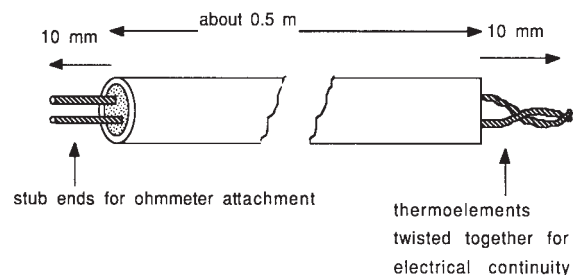 about 0.5 m
10 mm
10 mm
stub ends for ohmmeter attachment
thermoelements
twisted together for
electrical continuity